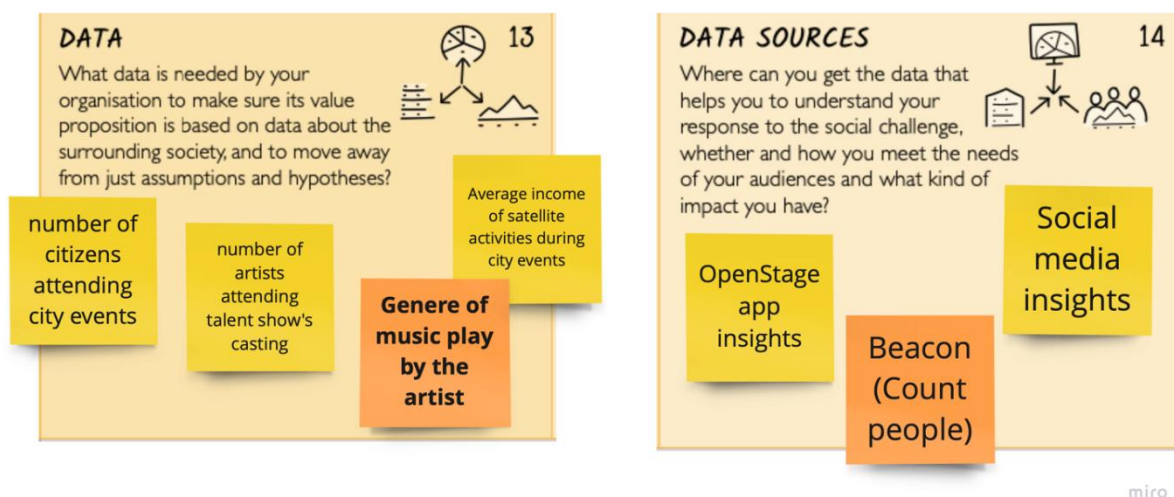 DATA
13
What data is needed by your
organisation to make sure its value
proposition is based on data about the
surrounding society, and to move away
from just assumptions and hypotheses?
number of
citizens
attending
city events
number of
artists
attending
talent show's
casting
Average income
of satellite
activities during
city events
Genere of
music play
by the
artist
DATA SOURCES
14
Where can you get the data that
helps you to understand your
response to the social challenge,
whether and how you meet the needs
of your audiences and what kind of
impact you have?
OpenStage
app
insights
Beacon
(Count
people)
Social
media
insights
miro